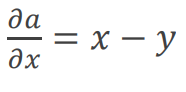 ∂a/∂x = x − y